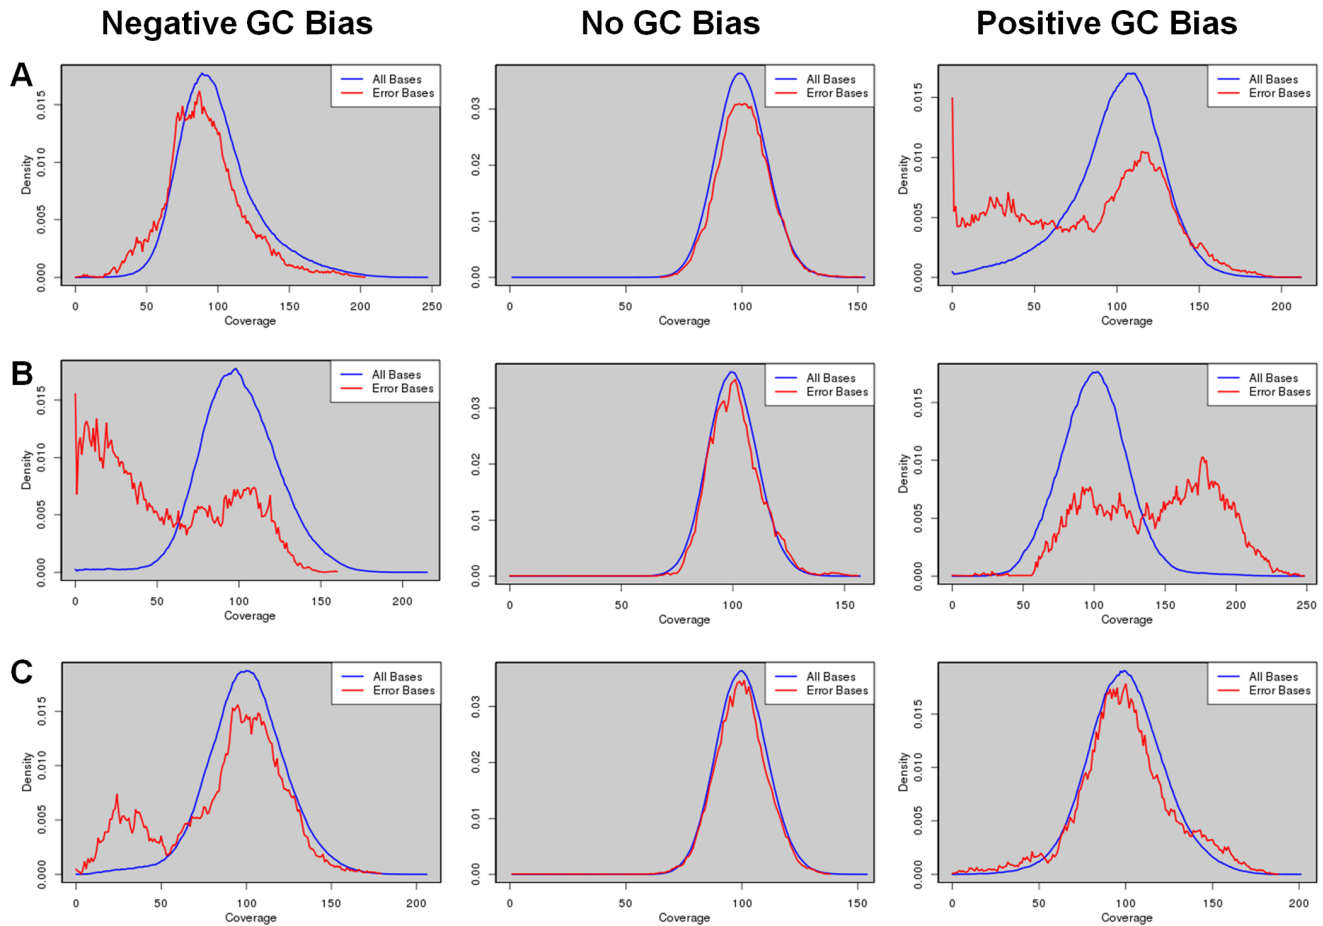 Negative GC Bias No GC Bias Positive GC Bias
A
All Bases
Error Bases
Density
0.000 0.005 0.010 0.015
0 50 100 150 200 250
Coverage
All Bases
Error Bases
Density
0.00 0.01 0.02 0.03
0 50 100 150
Coverage
All Bases
Error Bases
Density
0.000 0.005 0.010 0.015
0 50 100 150 200
Coverage
B
All Bases
Error Bases
Density
0.000 0.005 0.010 0.015
0 50 100 150 200
Coverage
All Bases
Error Bases
Density
0.00 0.01 0.02 0.03
0 50 100 150
Coverage
All Bases
Error Bases
Density
0.000 0.005 0.010 0.015
0 50 100 150 200 250
Coverage
C
All Bases
Error Bases
Density
0.000 0.005 0.010 0.015
0 50 100 150 200
Coverage
All Bases
Error Bases
Density
0.00 0.01 0.02 0.03
0 50 100 150
Coverage
All Bases
Error Bases
Density
0.000 0.005 0.010 0.015
0 50 100 150 200
Coverage